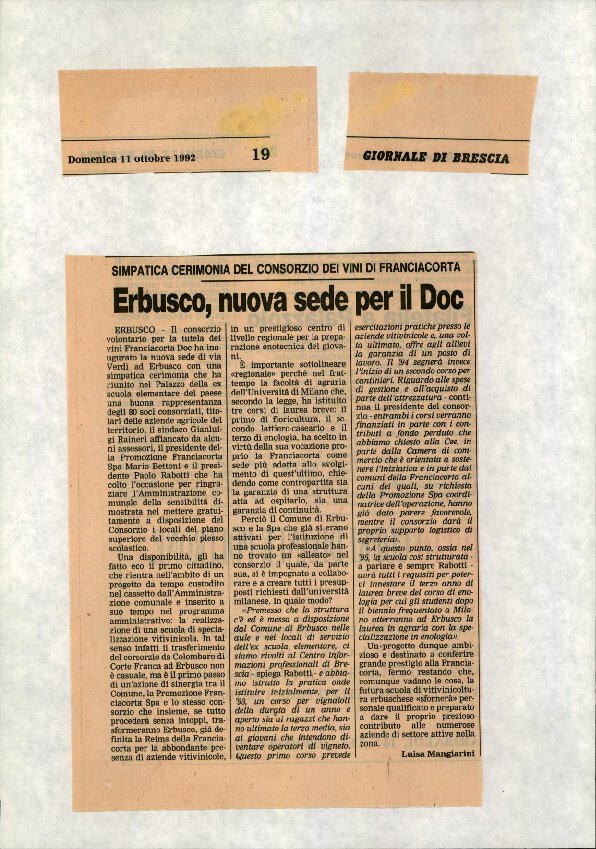 Domenica 11 ottobre 1992 19
GIORNALE DI BRESCIA
SIMPATICA CERIMONIA DEL CONSORZIO DEI VINI DI FRANCIACORTA
Erbusco, nuova sede per il Doc
ERBUSCO - Il consorzio
volontario per la tutela dei
vini Franciacorta Doc ha inau-
gurato la nuova sede di via
Verdi ad Erbusco con una
simpatica cerimonia che ha
riunito nel Palazzo della ex
scuola elementare del paese
una buona rappresentanza
degli 80 soci consorziati, tito-
lari delle aziende agricole del
territorio. Il sindaco Gianlui-
gi Raineri affiancato da alcu-
ni assessori, il presidente del-
la Promozione Franciacorta
Spa Mario Bettoni e il presi-
dente Paolo Rabotti che ha
colto l'occasione per ringra-
ziare l'Amministrazione co-
munale della sensibilità di-
mostrata nel mettere gratui-
tamente a disposizione del
Consorzio i locali del piano
superiore del vecchio plesso
scolastico.
Una disponibilità, gli ha
fatto eco il primo cittadino,
che rientra nell'ambito di un
progetto da tempo custodito
nel cassetto dall'Amministra-
zione comunale e inserito a
suo tempo nel programma
amministrativo: la realizza-
zione di una scuola di specia-
lizzazione vitivinicola. In tal
senso infatti il trasferimento
del consorzio da Colombaro di
Corte Franca ad Erbusco non
è casuale, ma è il primo passo
di un'azione di sinergia tra il
Comune, la Promozione Fran-
ciacorta Spa e lo stesso con-
sorzio che insieme, se tutto
procederà senza intoppi, tra-
sformeranno Erbusco, già de-
finita la Reims della Francia-
corta per la abbondante pre-
senza di aziende vitivinicole,
in un prestigioso centro di
livello regionale per la prepa-
razione enotecnica dei giova-
ni.
È importante sottolineare
«regionale» perché nel frat-
tempo la facoltà di agraria
dell'Università di Milano che,
secondo la legge, ha istituito
tre corsi di laurea breve: il
primo di floricoltura, il se-
condo lattiero-caseario e il
terzo di enologia, ha scelto in
virtù della sua vocazione pro-
prio la Franciacorta come
sede più adatta allo svolgi-
mento di quest'ultimo, chie-
dendo come contropartita sia
la garanzia di una struttura
atta ad ospitarlo, sia una
garanzia di continuità.
Perciò il Comune di Erbu-
sco e la Spa che già si erano
attivati per l'istituzione di
una scuola professionale han-
no trovato un «alleato» nel
consorzio il quale, da parte
sua, si è impegnato a collabo-
rare e a creare tutti i presup-
posti richiesti dall'università
milanese. In quale modo?
«Premesso che la struttura
c'è ed è messa a disposizione
dal Comune di Erbusco nelle
aule e nei locali di servizio
dell'ex scuola elementare, ci
siamo rivolti al Centro infor-
mazioni professionali di Bre-
scia - spiega Rabotti - e abbia-
mo istruito la pratica onde
istituire inizialmente, per il
'93, un corso per vignaioli
della durata di un anno e
aperto sia ai ragazzi che han-
no ultimato la terza media, sia
ai giovani che intendono di-
ventare operatori di vigneto.
Questo primo corso prevede
esercitazioni pratiche presso le
aziende vitivinicole e, una vol-
ta ultimato, offre agli allievi
la garanzia di un posto di
lavoro. Il '94 segnerà invece
l'inizio di un secondo corso per
cantinieri. Riguardo alle spese
di gestione e all'acquisto di
parte dell'attrezzatura - conti-
nua il presidente del consor-
zio - entrambi i corsi verranno
finanziati in parte con i con-
tributi a fondo perduto che
abbiamo chiesto alla Cee, in
parte dalla Camera di com-
mercio che è orientata a soste-
nere l'iniziativa e in parte dai
comuni della Franciacorta al-
cuni dei quali, su richiesta
della Promozione Spa coordi-
natrice dell'operazione, hanno
già dato parere favorevole,
mentre il consorzio darà il
proprio supporto logistico di
segreteria».
«A questo punto, ossia nel
'95, la scuola così strutturata -
a parlare è sempre Rabotti -
avrà tutti i requisiti per poter-
vi innestare il terzo anno di
laurea breve del corso di eno-
logia per cui gli studenti dopo
il biennio frequentato a Mila-
no otterranno ad Erbusco la
laurea in agraria con la spe-
cializzazione in enologia».
Un progetto dunque ambi-
zioso e destinato a conferire
grande prestigio alla Francia-
corta, fermo restando che,
comunque vadano le cosa, la
futura scuola di vitivinicoltu-
ra erbuschese «sfornerà» per-
sonale qualificato e preparato
a dare il proprio prezioso
contributo alle numerose
aziende di settore attive nella
zona.
Luisa Mangiarini